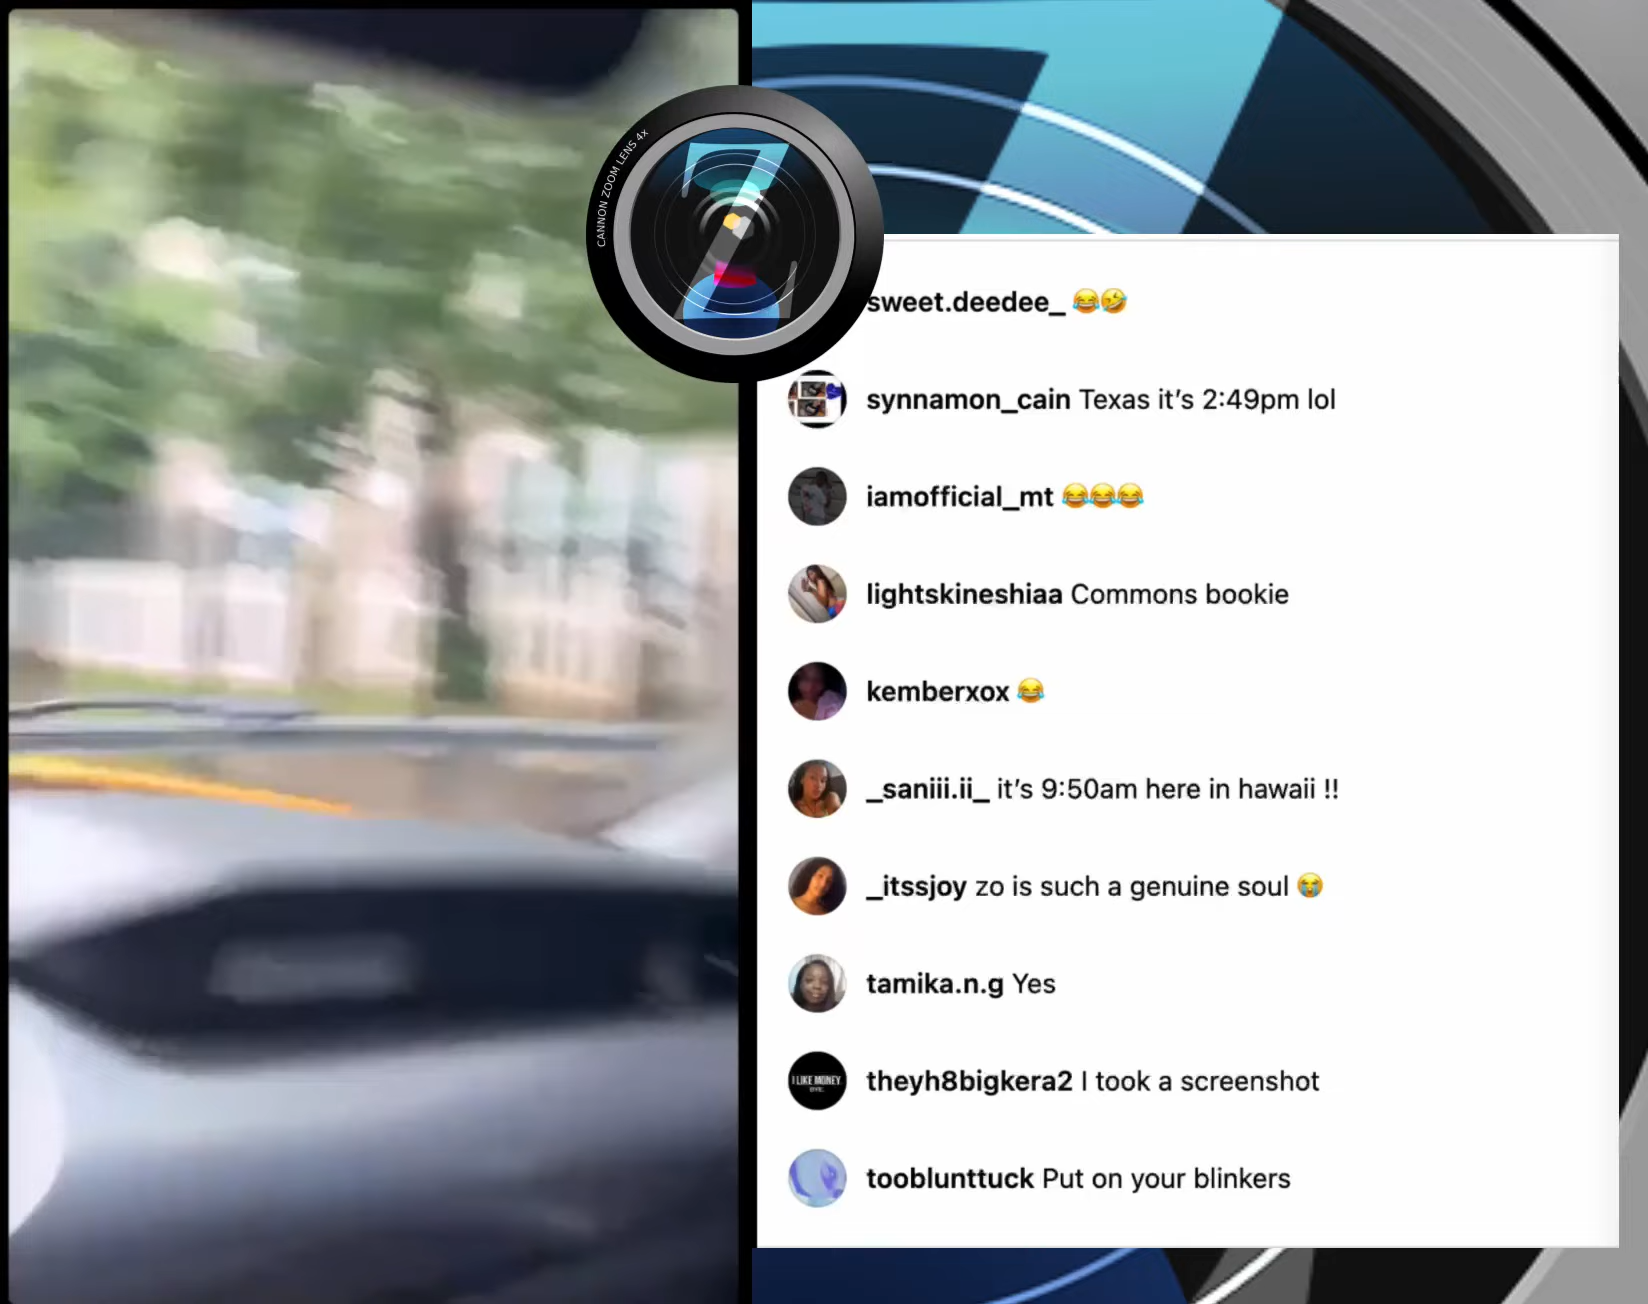 CANNON ZOOM LENS 4x
sweet.deedee_ 😂🤣
synnamon_cain Texas it’s 2:49pm lol
iamofficial_mt 😂😂😂
lightskineshiaa Commons bookie
kemberxox 😂
_saniii.ii_ it’s 9:50am here in hawaii !!
_itssjoy zo is such a genuine soul 😭
tamika.n.g Yes
I LIKE MONEY.
theyh8bigkera2 I took a screenshot
tooblunttuck Put on your blinkers